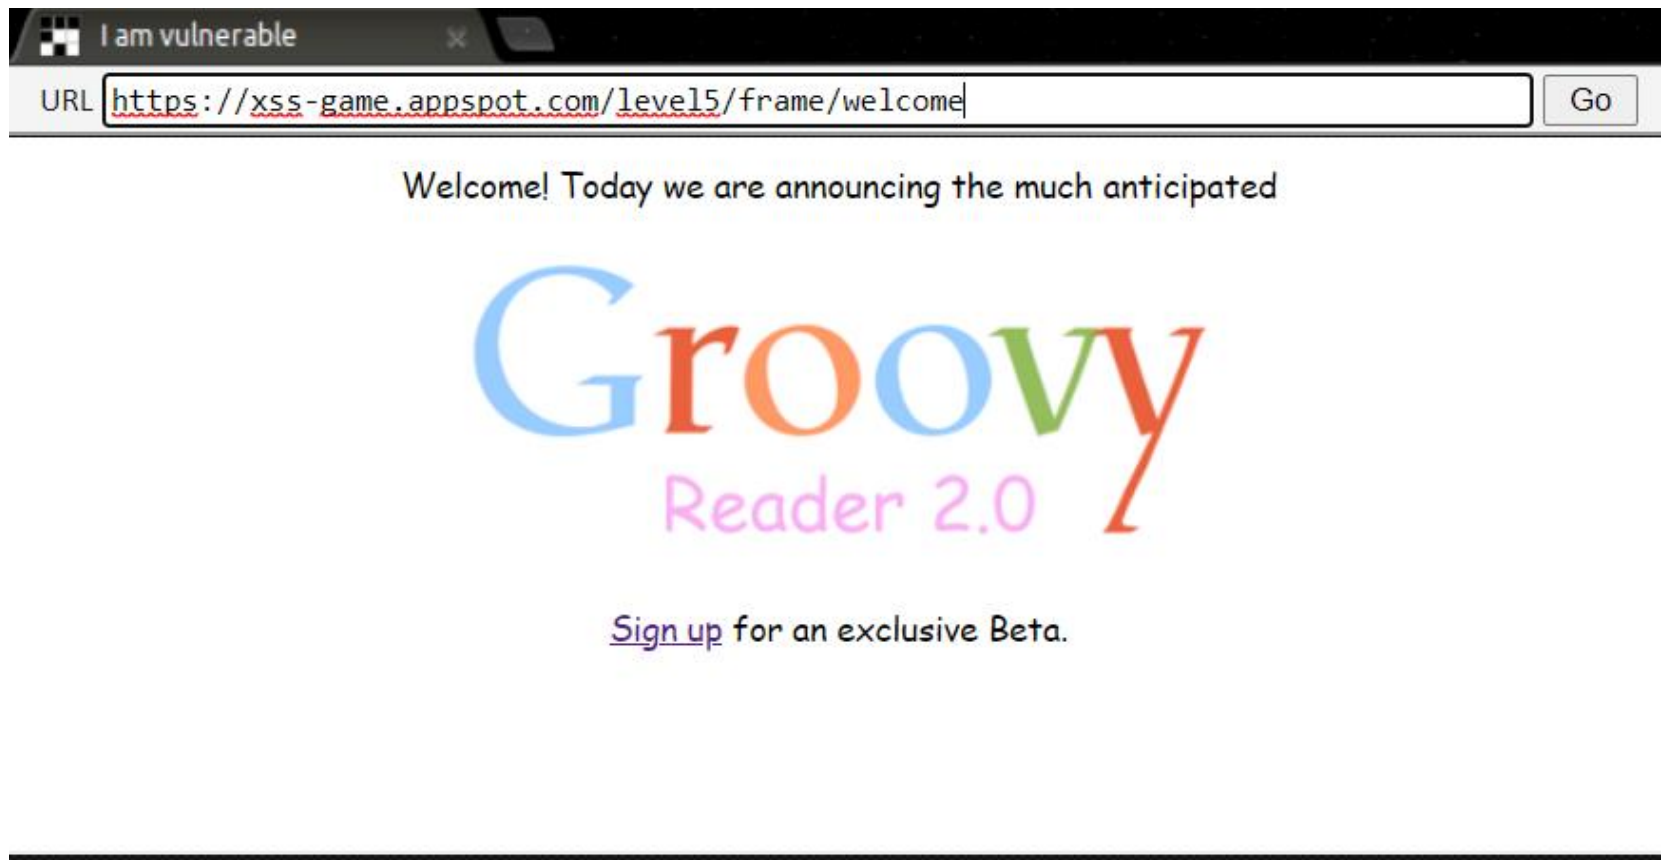 I am vulnerable
URL https://xss-game.appspot.com/level5/frame/welcome Go
Welcome! Today we are announcing the much anticipated
Groovy
Reader 2.0
Sign up for an exclusive Beta.